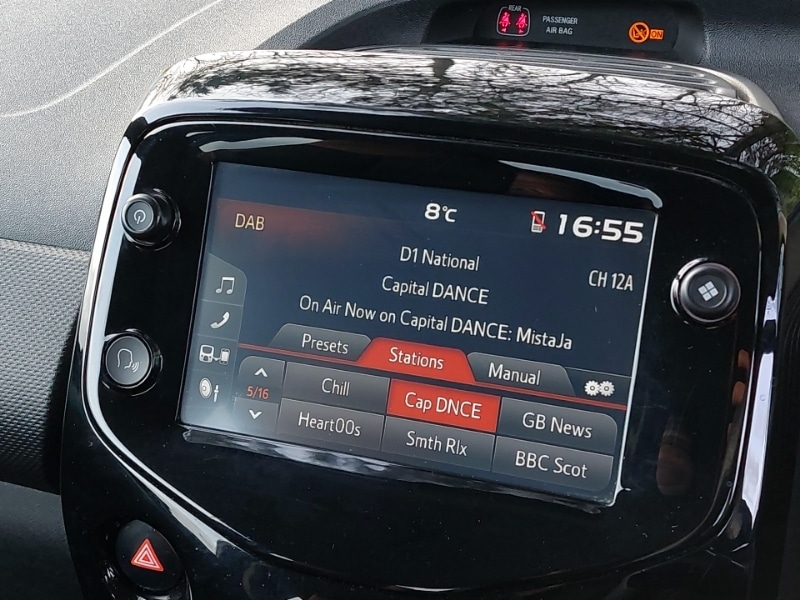 REAR
PASSENGER
AIR BAG
ON
DAB
8°C
16:55
D1 National
CH 12A
Capital DANCE
On Air Now on Capital DANCE: MistaJa
Presets
Stations
Manual
5/16
Chill
Cap DNCE
GB News
Heart00s
Smth Rlx
BBC Scot